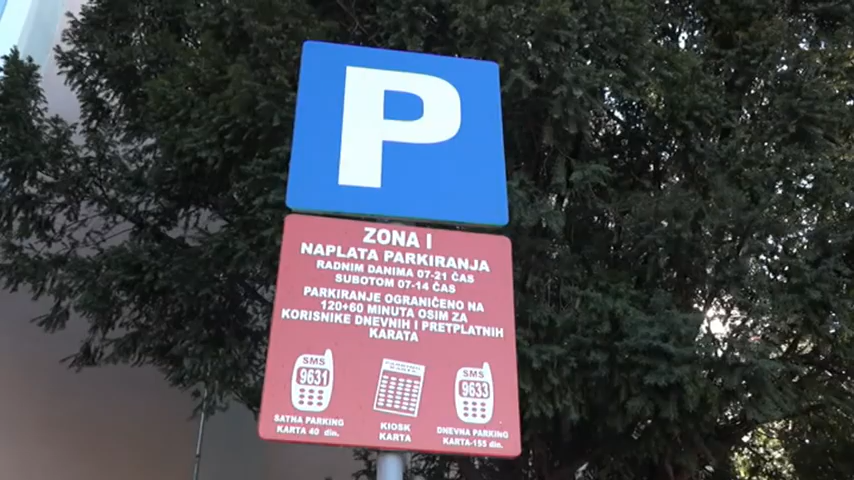 P
ZONA I
NAPLATA PARKIRANJA
RADNIM DANIMA 07-21 ČAS
SUBOTOM 07-14 ČAS
PARKIRANJE OGRANIČENO NA
120+60 MINUTA OSIM ZA
KORISNIKE DNEVNIH I PRETPLATNIH
KARATA
SMS
9631
SATNA PARKING
KARTA 40 din.
PARKING
KARTA
KIOSK
KARTA
SMS
9633
DNEVNA PARKING
KARTA-155 din.